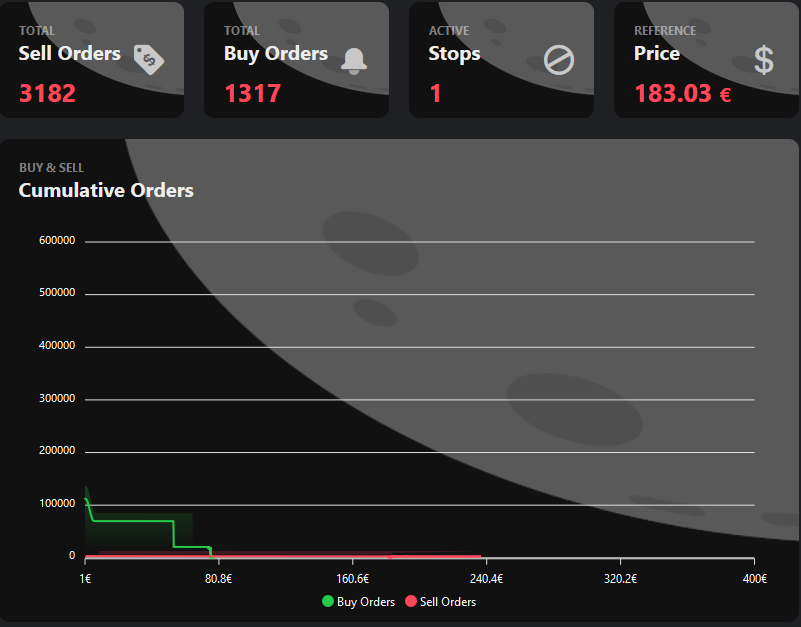 TOTAL
Sell Orders
3182
TOTAL
Buy Orders
1317
ACTIVE
Stops
1
REFERENCE
Price
183.03 €
$
BUY & SELL
Cumulative Orders
600000
500000
400000
300000
200000
100000
0
1€ 80.8€ 160.6€ 240.4€ 320.2€ 400€
Buy Orders Sell Orders